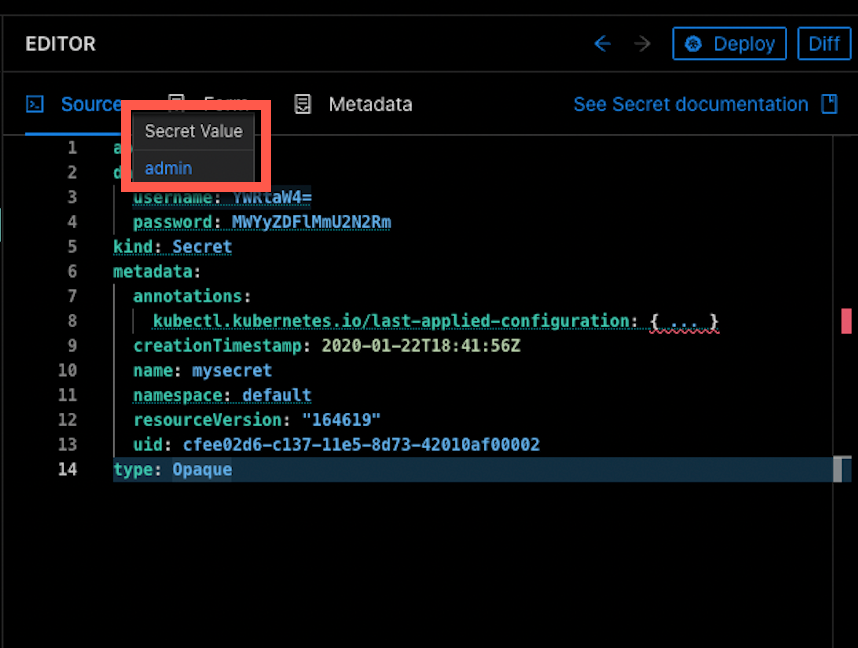 EDITOR
Deploy
Diff
Source
Form
Metadata
See Secret documentation
Secret Value
admin
1 a
2 d
3 username: YWRtaW4=
4 password: MWYyZDFlMmU2N2Rm
5 kind: Secret
6 metadata:
7 annotations:
8 kubectl.kubernetes.io/last-applied-configuration: { ... }
9 creationTimestamp: 2020-01-22T18:41:56Z
10 name: mysecret
11 namespace: default
12 resourceVersion: "164619"
13 uid: cfee02d6-c137-11e5-8d73-42010af00002
14 type: Opaque